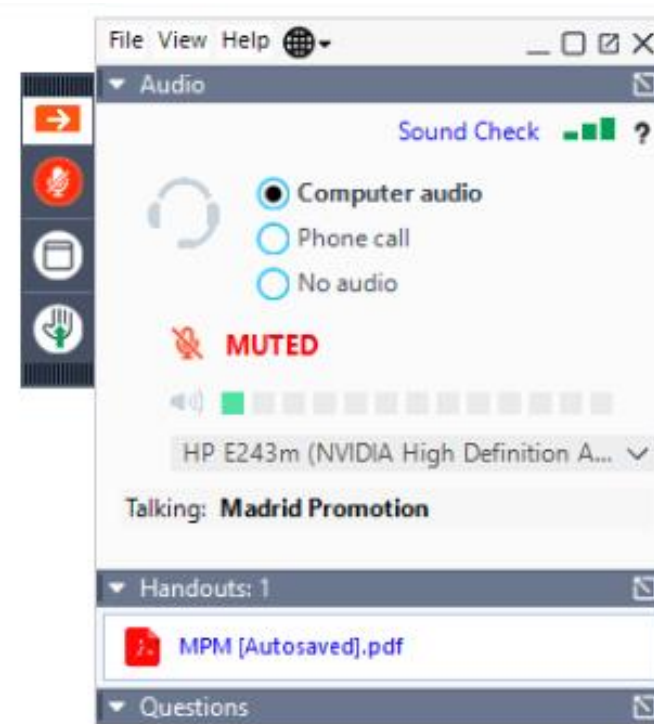 File View Help
Audio
Sound Check ?
Computer audio
Phone call
No audio
MUTED
HP E243m (NVIDIA High Definition A...
Talking: Madrid Promotion
Handouts: 1
MPM [Autosaved].pdf
Questions